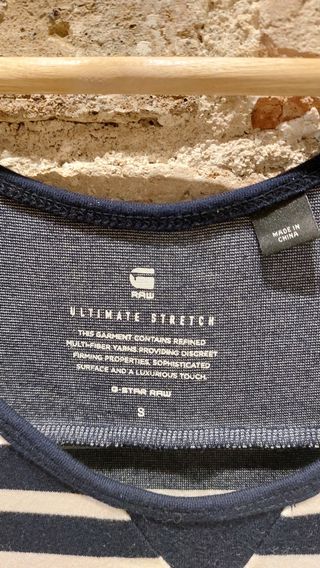 MADE IN
CHINA
RAW
ULTIMATE STRETCH
THIS GARMENT CONTAINS REFINED
MULTI-FIBER YARNS PROVIDING DISCREET
FIRMING PROPERTIES, SOPHISTICATED
SURFACE AND A LUXURIOUS TOUCH.
G-STAR RAW
S